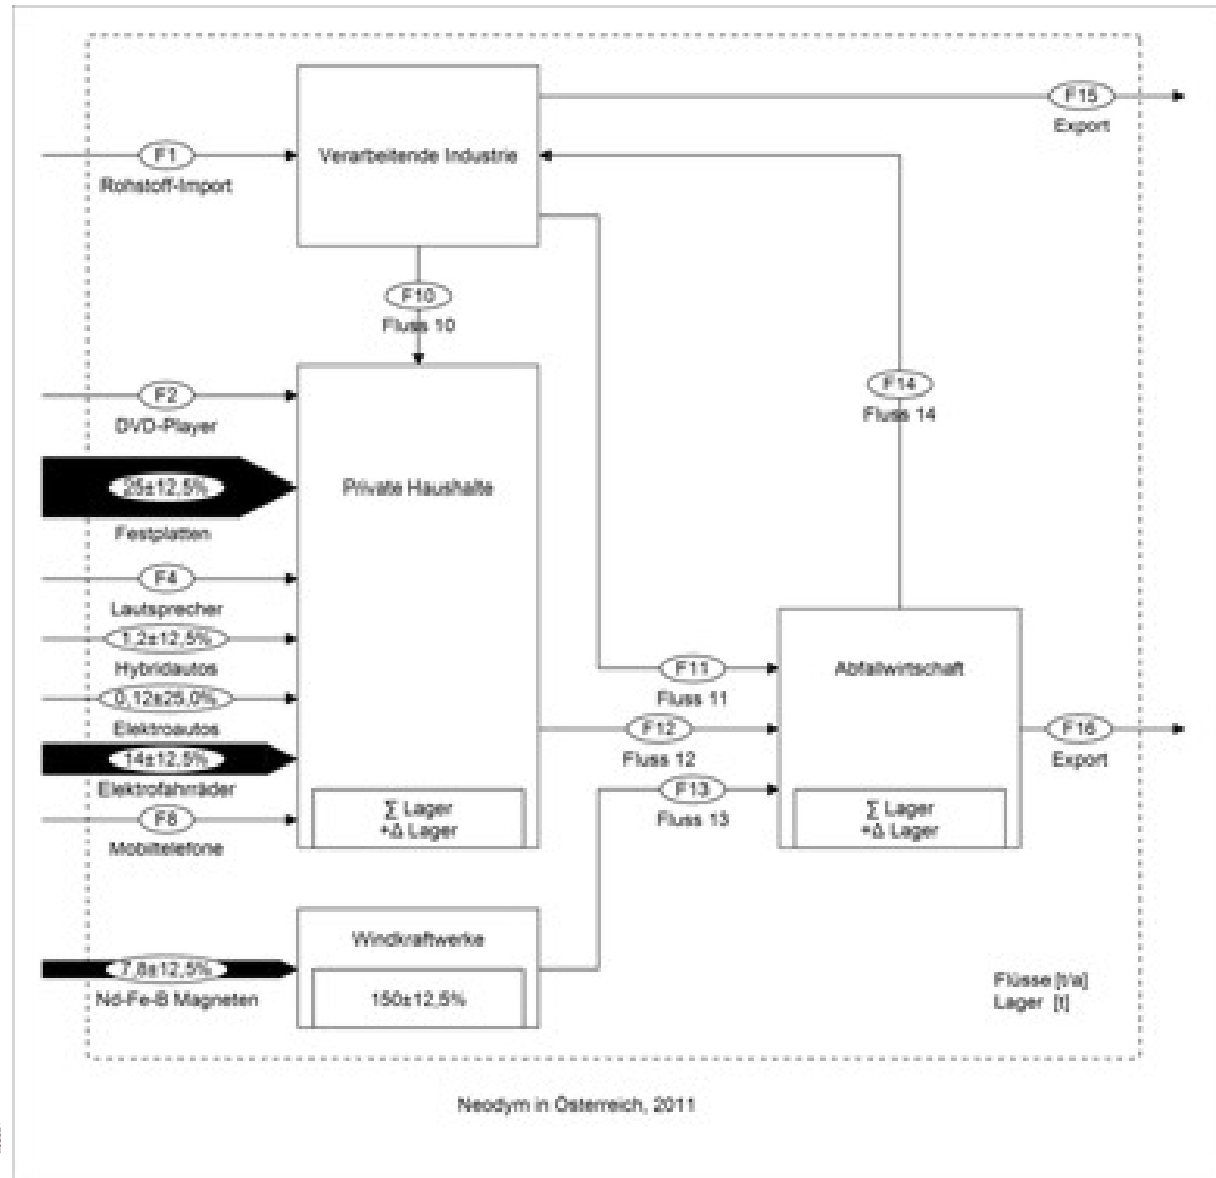 F15
Export
F1
Rohstoff-Import
Verarbeitende Industrie
F10
Fluss 10
F14
Fluss 14
F2
DVD-Player
25±12,5%
Festplatten
Private Haushalte
F4
Lautsprecher
1,2±12,5%
Hybridautos
0,12±25,0%
Elektroautos
14±12,5%
Elektrofahrräder
F8
Mobiltelefone
∑ Lager
+Δ Lager
F11
Fluss 11
F12
Fluss 12
F13
Fluss 13
Abfallwirtschaft
∑ Lager
+Δ Lager
F16
Export
Windkraftwerke
7,8±12,5%
Nd-Fe-B Magneten
150±12,5%
Flüsse [t/a]
Lager [t]
Neodym in Österreich, 2011